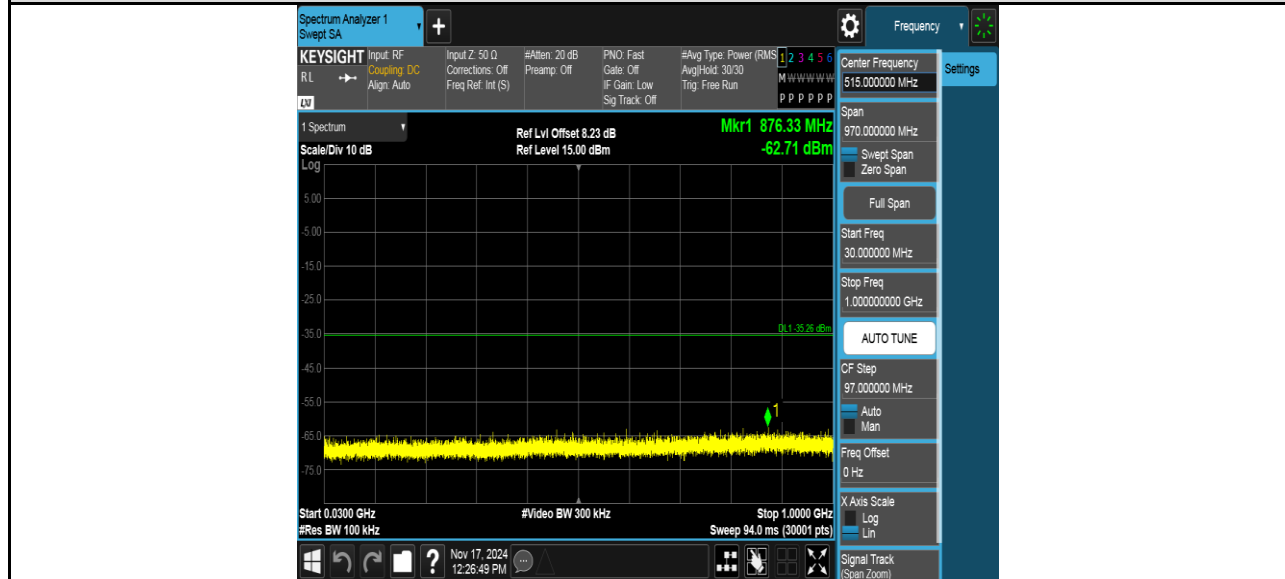 Spectrum Analyzer 1
Swept SA
+
Frequency
KEYSIGHT
RL
LXI
Input: RF
Coupling: DC
Align: Auto
Input Z: 50 Ω
Corrections: Off
Freq Ref: Int (S)
#Atten: 20 dB
Preamp: Off
PNO: Fast
Gate: Off
IF Gain: Low
Sig Track: Off
#Avg Type: Power (RMS
Avg|Hold: 30/30
Trig: Free Run
1 2 3 4 5 6
M W W W W W
P P P P P P
1 Spectrum
Scale/Div 10 dB
Ref Lvl Offset 8.23 dB
Ref Level 15.00 dBm
Mkr1 876.33 MHz
-62.71 dBm
Log
5.00
-5.00
-15.0
-25.0
-35.0
DL1 -35.26 dBm
-45.0
-55.0
1
-65.0
-75.0
Start 0.0300 GHz
#Video BW 300 kHz
Stop 1.0000 GHz
#Res BW 100 kHz
Sweep 94.0 ms (30001 pts)
?
Nov 17, 2024
12:26:49 PM
Center Frequency
515.000000 MHz
Settings
Span
970.000000 MHz
Swept Span
Zero Span
Full Span
Start Freq
30.000000 MHz
Stop Freq
1.000000000 GHz
AUTO TUNE
CF Step
97.000000 MHz
Auto
Man
Freq Offset
0 Hz
X Axis Scale
Log
Lin
Signal Track
(Span Zoom)